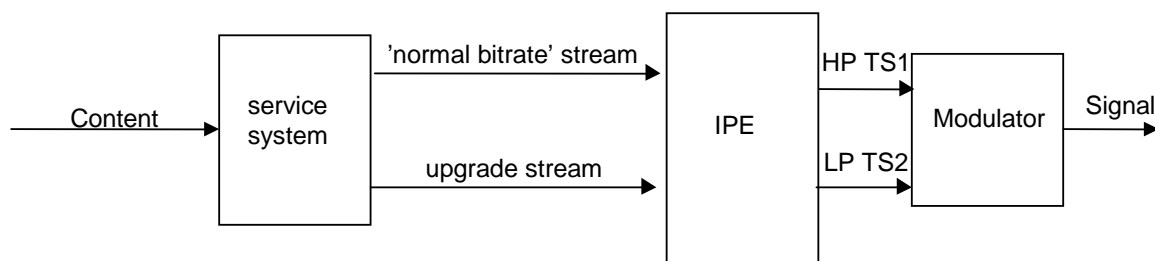 ’normal bitrate’ stream
HP TS1
Content
service
system
IPE
Modulator
Signal
upgrade stream
LP TS2